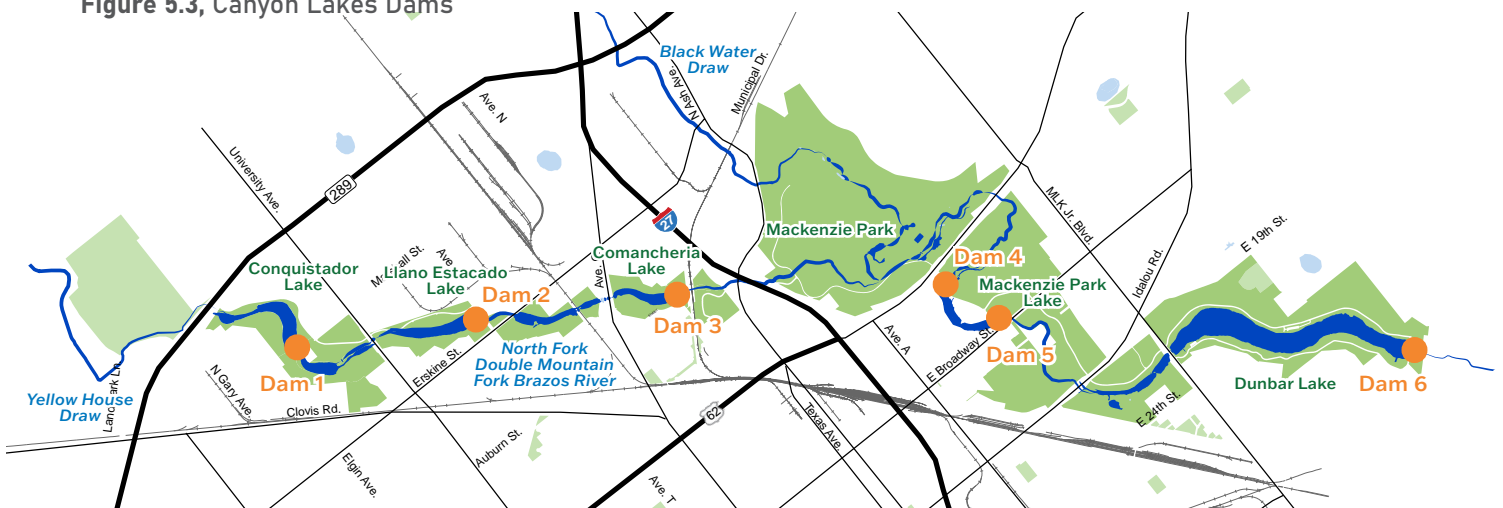 Figure 5.3, Canyon Lakes Dams
Black Water
Draw
N Ash Ave.
Municipal Dr.
Ave. N
University Ave.
289
27
MLK Jr. Blvd.
Mackenzie Park
E 19th St.
Idalou Rd.
Conquistador
Lake
Llano Estacado
Lake
Ave.
Comancheria
Lake
Ave.
Dam 4
Mackenzie Park
Lake
Dam 2
Dam 3
Dam 1
Dam 5
Dam 6
Dunbar Lake
North Fork
Double Mountain
Fork Brazos River
Erskine St.
Ave. A
E Broadway St.
Yellow House
Draw
N Gary Ave.
Clovis Rd.
62
Texas Ave.
E 24th St.
Auburn St.
Elgin Ave.
Ave. T